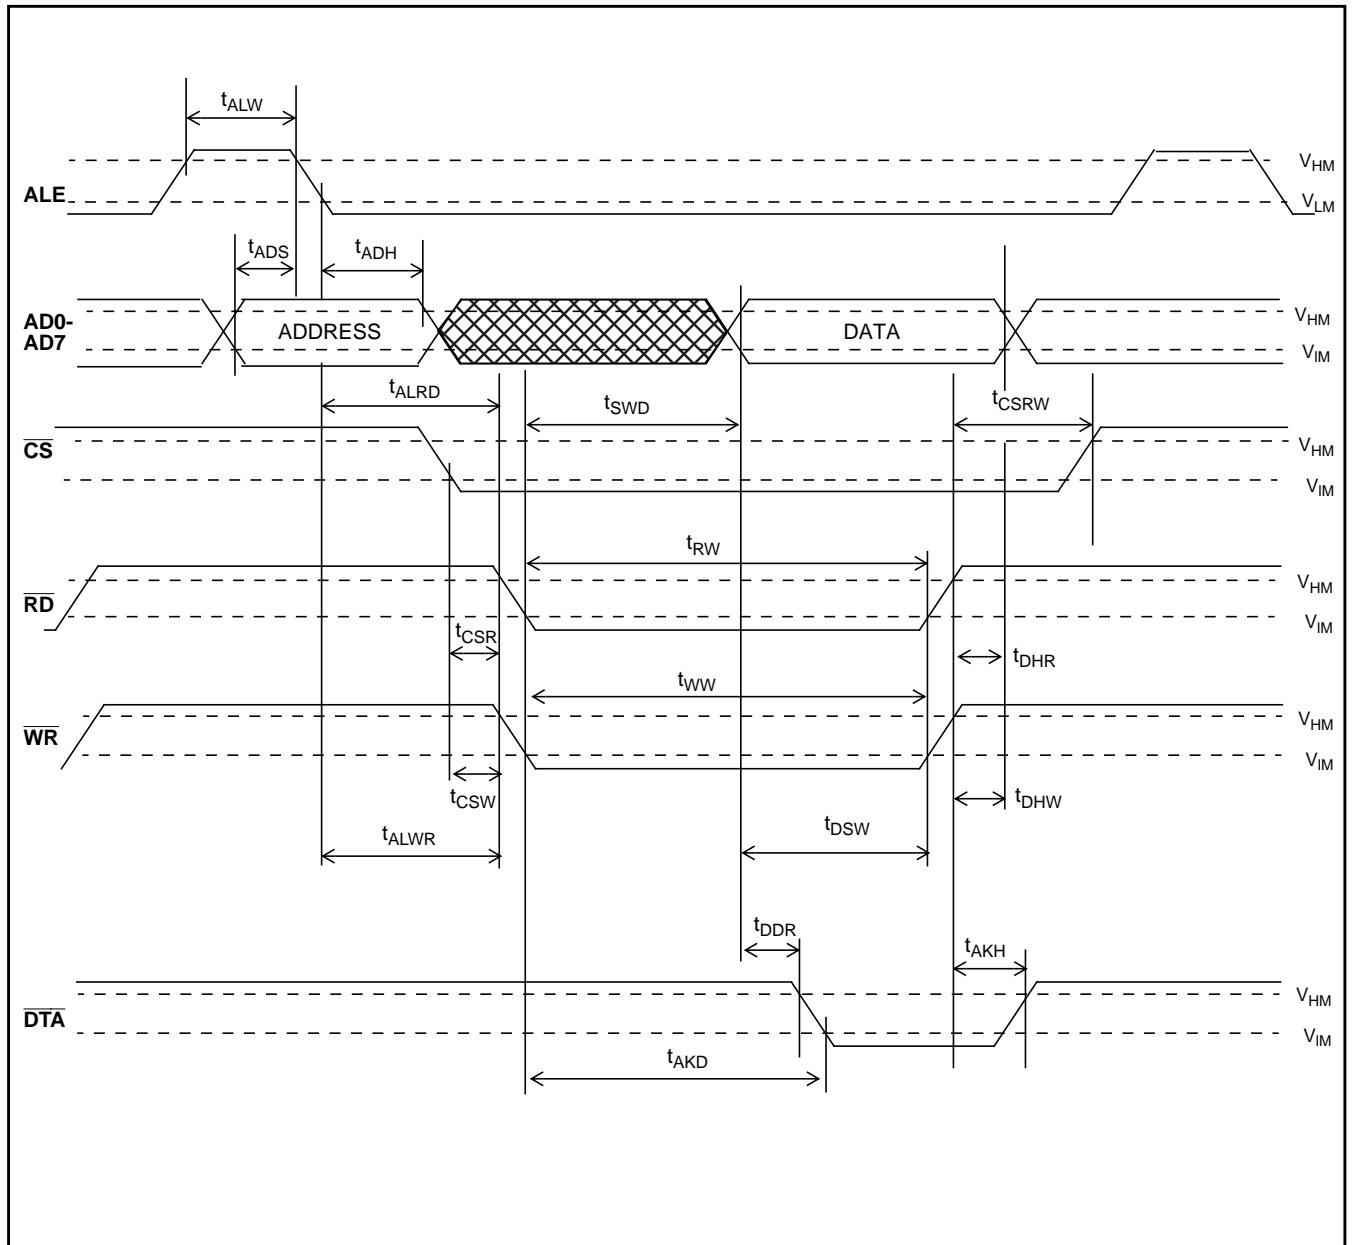 tALW
VHM
ALE
VLM
tADS
tADH
AD0-
AD7
ADDRESS
DATA
VHM
VIM
tALRD
tSWD
tCSRW
CS
VHM
VIM
tRW
RD
VHM
VIM
tCSR
tDHR
tWW
WR
VHM
VIM
tCSW
tDHW
tALWR
tDSW
tDDR
tAKH
DTA
VHM
VIM
tAKD